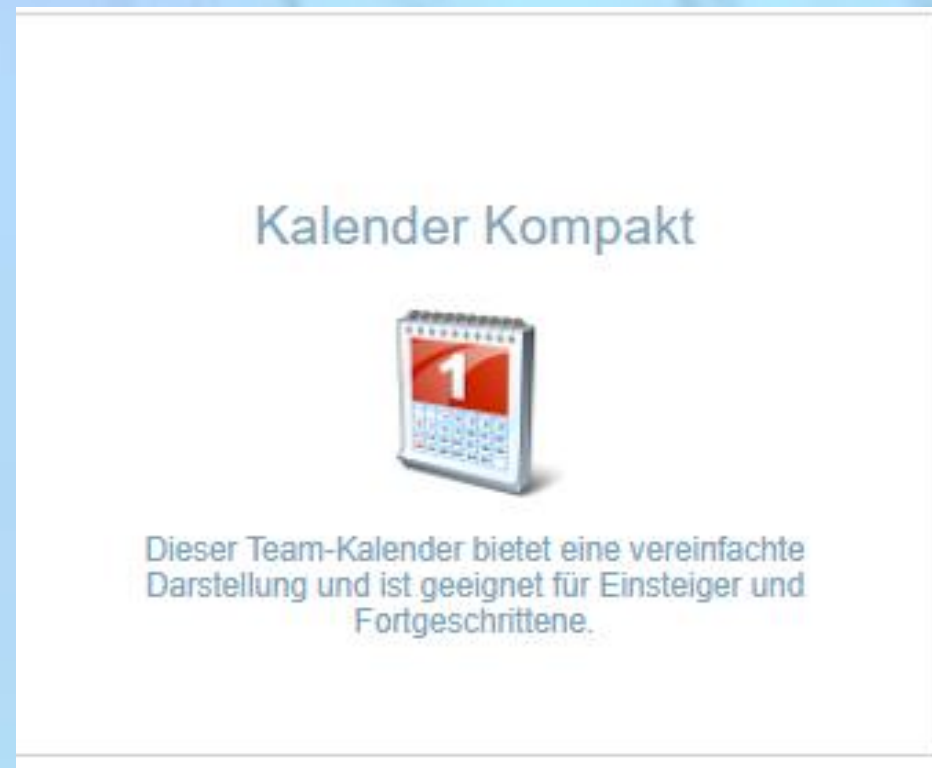 Kalender Kompakt
1
Dieser Team-Kalender bietet eine vereinfachte
Darstellung und ist geeignet für Einsteiger und
Fortgeschrittene.